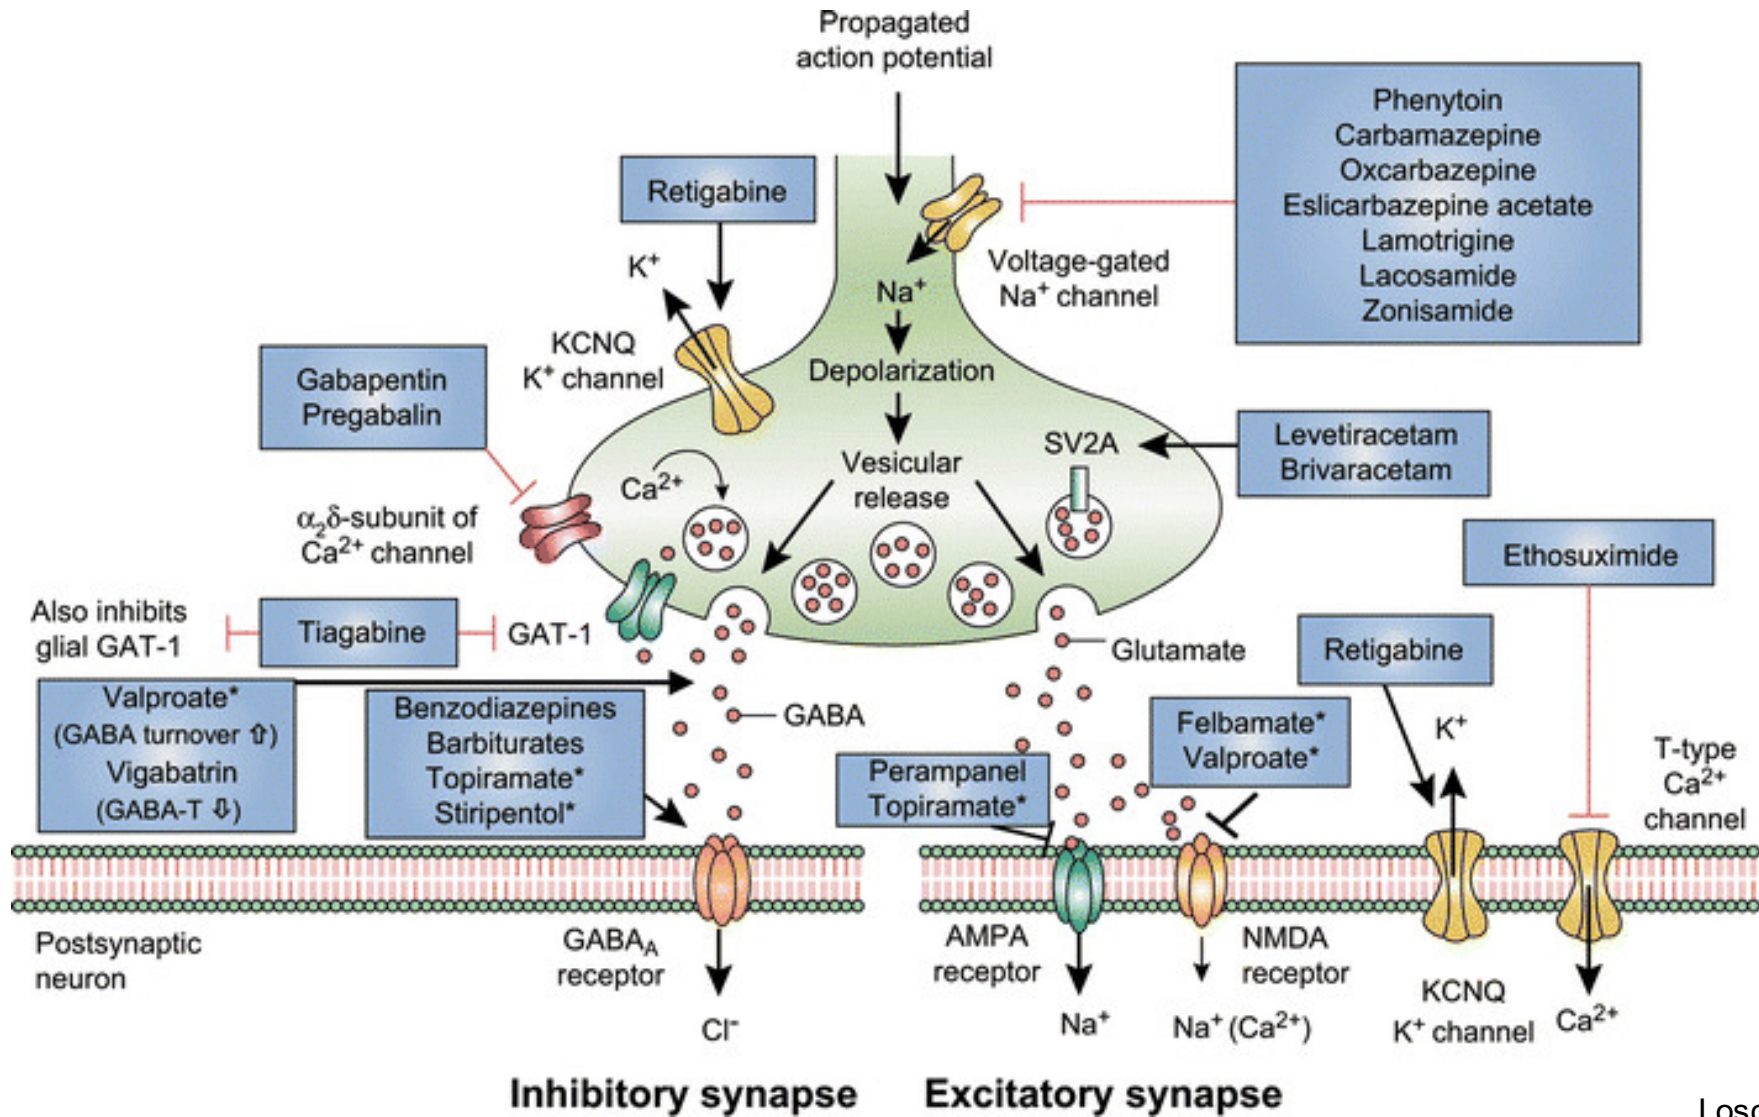 Propagated
action potential
Phenytoin
Carbamazepine
Oxcarbazepine
Eslicarbazepine acetate
Lamotrigine
Lacosamide
Zonisamide
Retigabine
K⁺
Voltage-gated
Na⁺ channel
Na⁺
KCNQ
K⁺ channel
Depolarization
Gabapentin
Pregabalin
Levetiracetam
Brivaracetam
SV2A
Vesicular
release
Ca²⁺
α₂δ-subunit of
Ca²⁺ channel
Ethosuximide
Also inhibits
glial GAT-1
Tiagabine
GAT-1
Glutamate
Retigabine
Valproate*
(GABA turnover ⇧)
Vigabatrin
(GABA-T ⇩)
Benzodiazepines
Barbiturates
Topiramate*
Stiripentol*
GABA
Felbamate*
Valproate*
K⁺
Perampanel
Topiramate*
T-type
Ca²⁺
channel
Postsynaptic
neuron
GABA_A
receptor
AMPA
receptor
NMDA
receptor
KCNQ
K⁺ channel
Cl⁻
Na⁺
Na⁺ (Ca²⁺)
Ca²⁺
Inhibitory synapse
Excitatory synapse